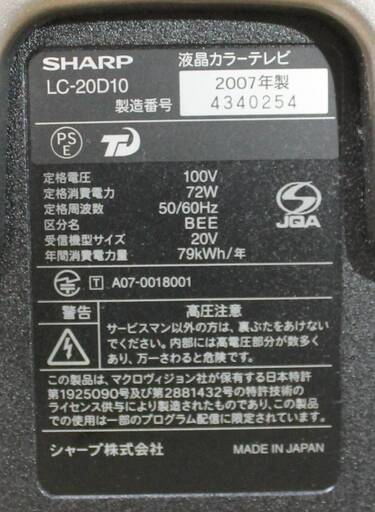 SHARP 液晶カラーテレビ
LC-20D10 2007年製
製造番号 4340254
PS
E
定格電圧 100V
定格消費電力 72W
定格周波数 50/60Hz
区分名 BEE
受信機型サイズ 20V
年間消費電力量 79kWh/年
JQA
T A07-0018001
警告 高圧注意
サービスマン以外の方は、裏ぶたをあけない
でください。内部には高電圧部分が数多く
あり、万一さわると危険です。
この製品は、マクロヴィジョン社が保有する日本特許
第1925090号及び第2881432号の特許技術の
ライセンス供与により製造されたものであり、この製品
での使用は一部のプログラム配信に限定されています。
シャープ株式会社 MADE IN JAPAN